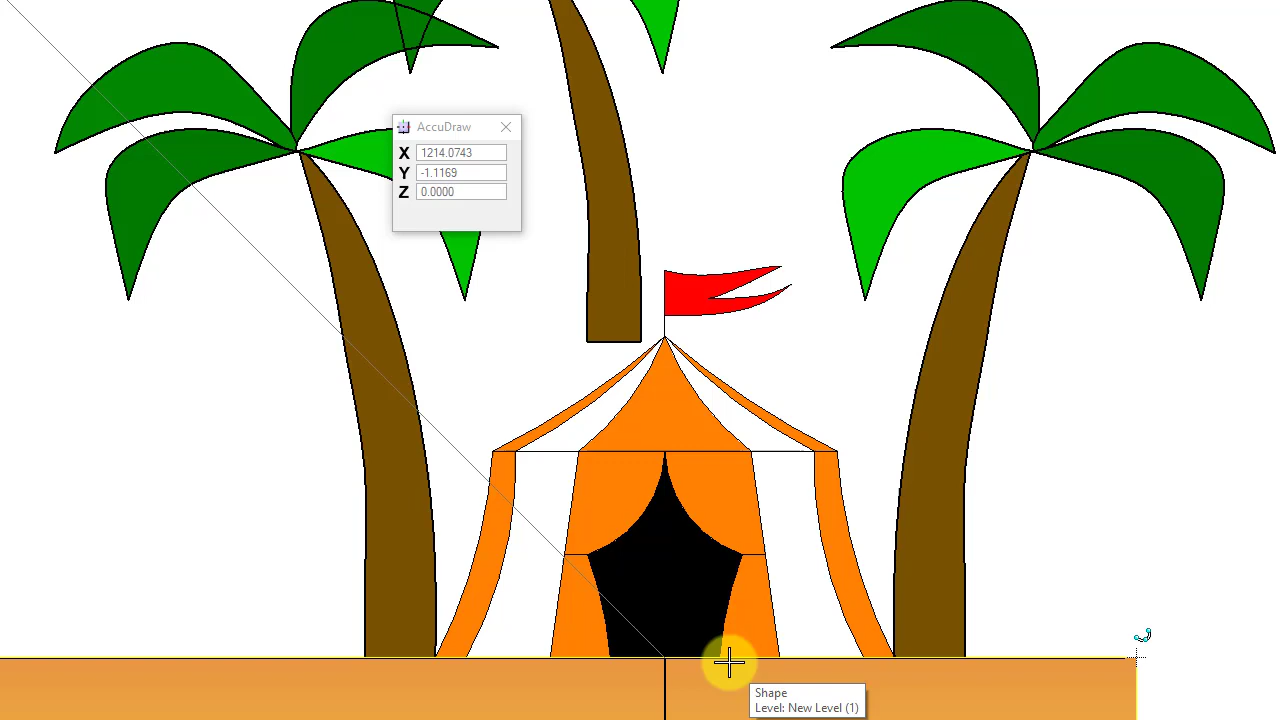 AccuDraw
X 1214.0743
Y -1.1169
Z 0.0000
Shape
Level: New Level (1)